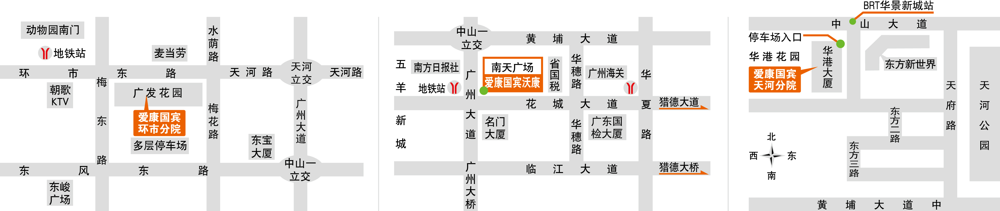 动物园南门
地铁站
麦当劳
水荫路
环市东路
天河路
天河
立交
天河路
朝歌
KTV
梅东路
广发花园
爱康国宾
环市分院
多层停车场
梅花路
东宝
大厦
广州大道
中山一
立交
东风东路
东峻
广场
中山一
立交
黄埔大道
五羊新城
南方日报社
地铁站
广州大道
南天广场
爱康国宾沃康
省国税
华穗路
广州海关
华夏路
花城大道
猎德大道
名门
大厦
华穗路
广东国
检大厦
临江大道
猎德大桥
广州大桥
BRT华景新城站
中山大道
停车场入口
华港花园
华港大厦
爱康国宾
天河分院
东方新世界
天府路
天河公园
东方二路
东方三路
北
西
东
南
黄埔大道中